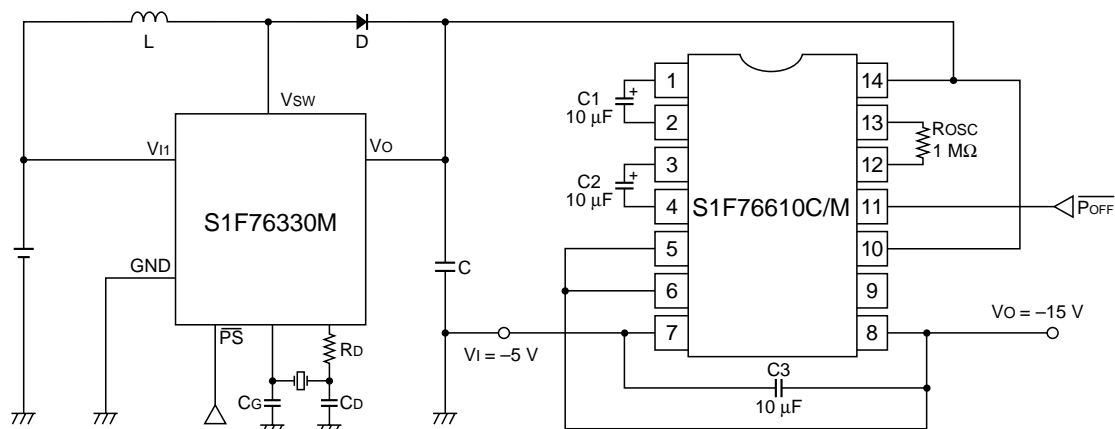 L
D
VSW
VI1
VO
S1F76330M
GND
PS
RD
CG
CD
C
VI = –5 V
C1
10 μF
+
C2
10 μF
+
1
2
3
4
5
6
7
S1F76610C/M
14
13
12
11
10
9
8
ROSC
1 MΩ
POFF
VO = –15 V
C3
10 μF